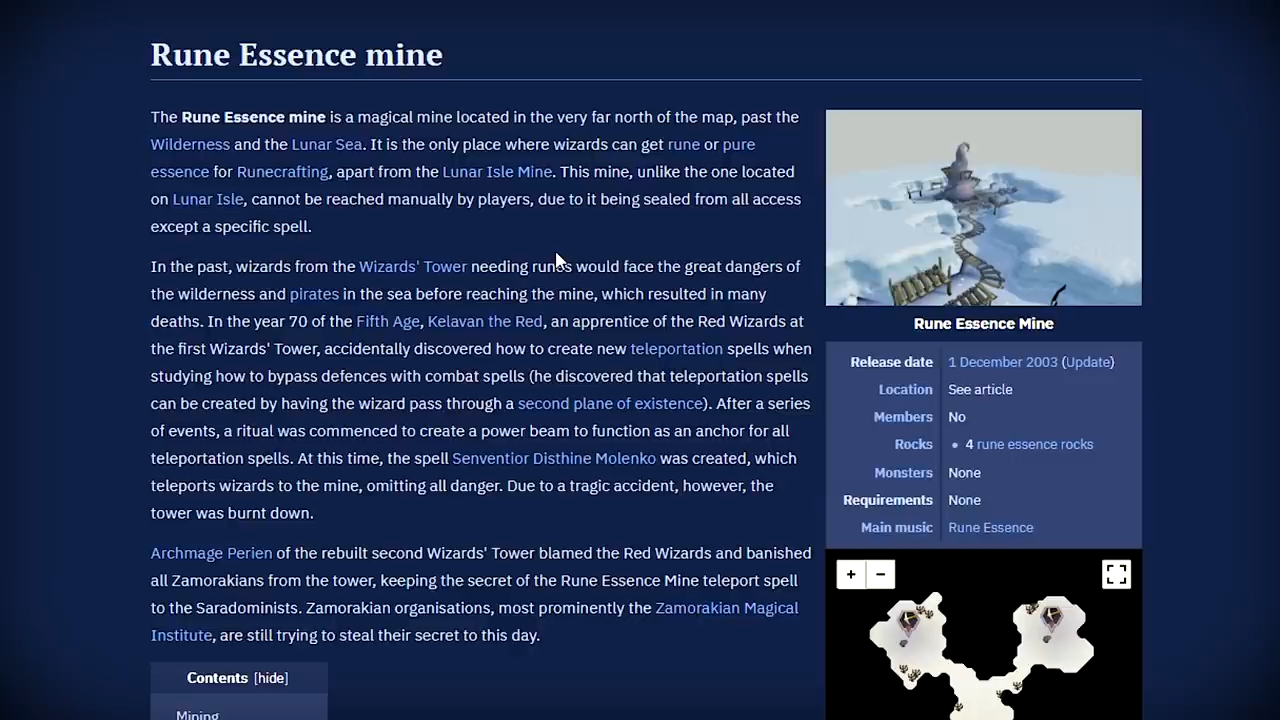 Rune Essence mine
The Rune Essence mine is a magical mine located in the very far north of the map, past the
Wilderness and the Lunar Sea. It is the only place where wizards can get rune or pure
essence for Runecrafting, apart from the Lunar Isle Mine. This mine, unlike the one located
on Lunar Isle, cannot be reached manually by players, due to it being sealed from all access
except a specific spell.
In the past, wizards from the Wizards' Tower needing runes would face the great dangers of
the wilderness and pirates in the sea before reaching the mine, which resulted in many
deaths. In the year 70 of the Fifth Age, Kelavan the Red, an apprentice of the Red Wizards at
the first Wizards' Tower, accidentally discovered how to create new teleportation spells when
studying how to bypass defences with combat spells (he discovered that teleportation spells
can be created by having the wizard pass through a second plane of existence). After a series
of events, a ritual was commenced to create a power beam to function as an anchor for all
teleportation spells. At this time, the spell Senventior Disthine Molenko was created, which
teleports wizards to the mine, omitting all danger. Due to a tragic accident, however, the
tower was burnt down.
Archmage Perien of the rebuilt second Wizards' Tower blamed the Red Wizards and banished
all Zamorakians from the tower, keeping the secret of the Rune Essence Mine teleport spell
to the Saradominists. Zamorakian organisations, most prominently the Zamorakian Magical
Institute, are still trying to steal their secret to this day.
Contents [hide]
Mining
Rune Essence Mine
Release date 1 December 2003 (Update)
Location See article
Members No
Rocks • 4 rune essence rocks
Monsters None
Requirements None
Main music Rune Essence
+ −